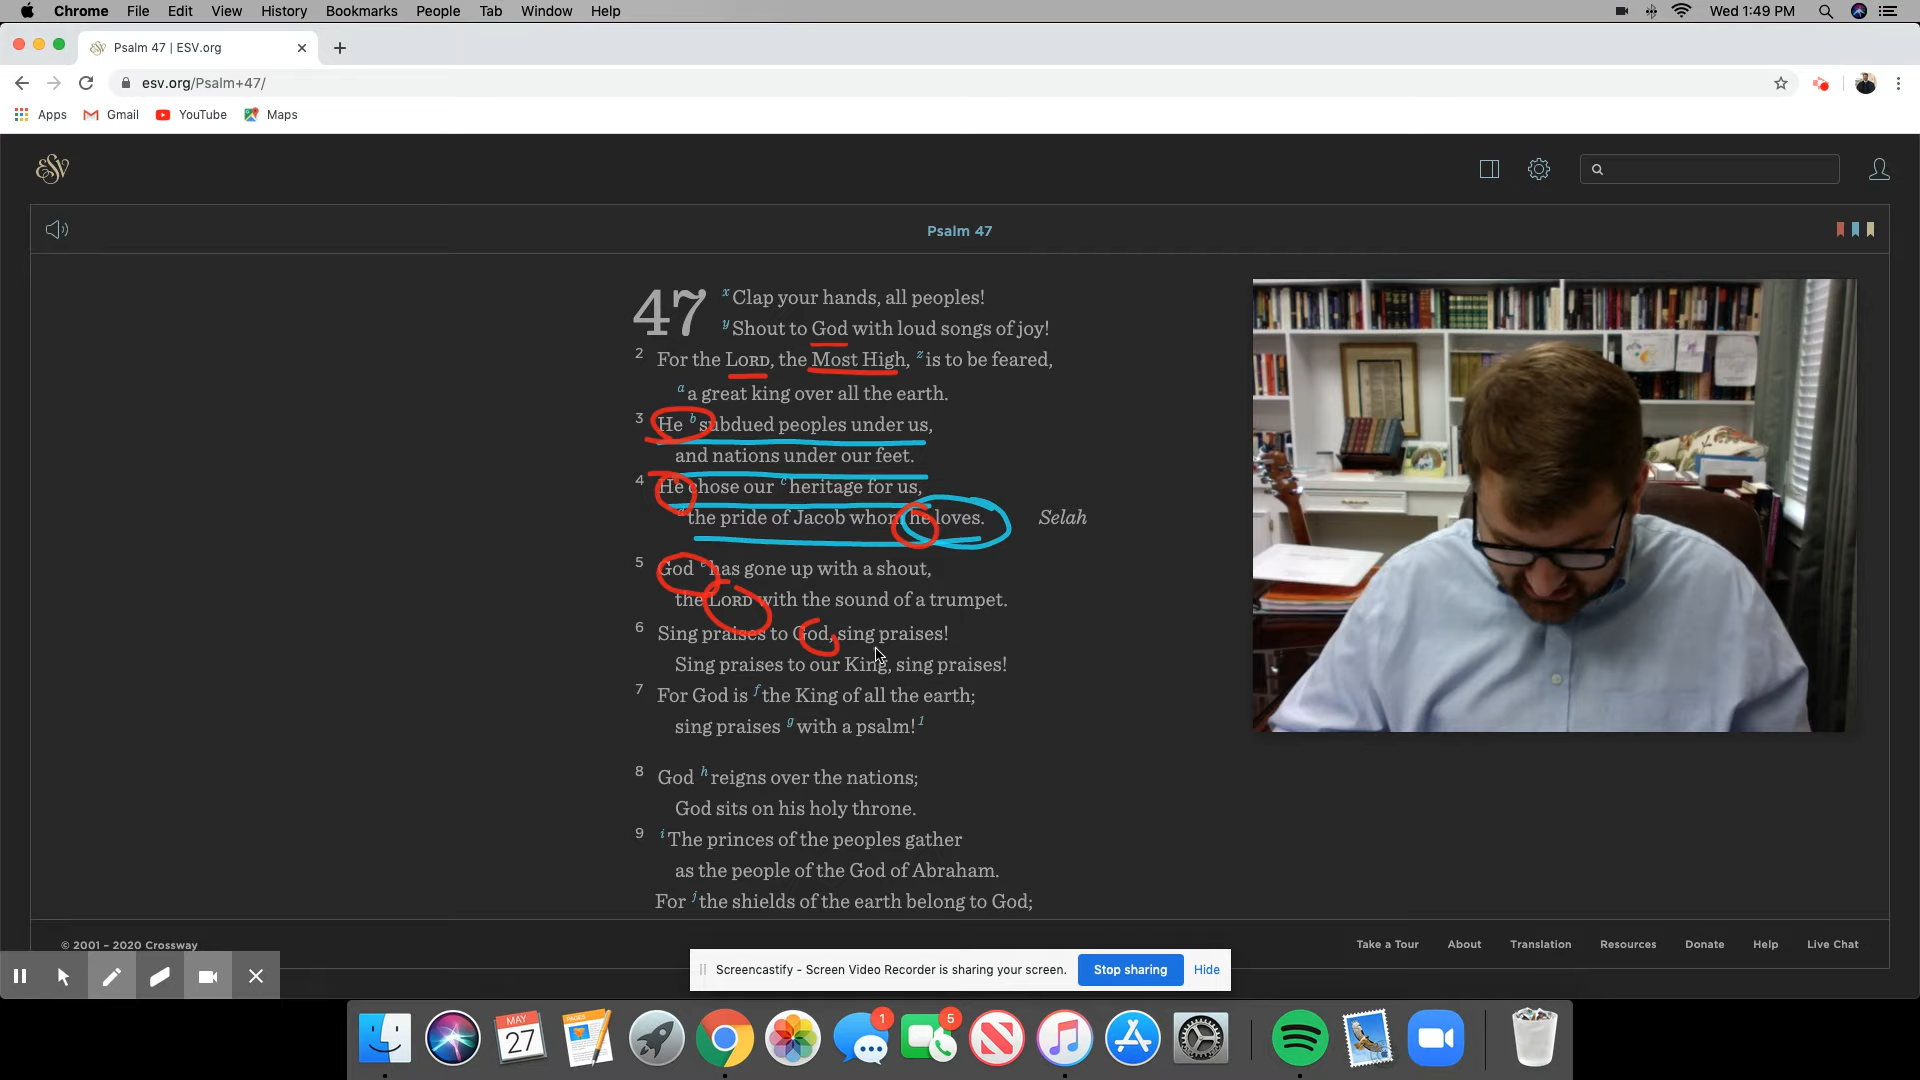 Chrome File Edit View History Bookmarks People Tab Window Help Wed 1:49 PM
Psalm 47 | ESV.org
esv.org/Psalm+47/
Apps Gmail YouTube Maps
ESV
Psalm 47
47 x Clap your hands, all peoples!
y Shout to God with loud songs of joy!
2 For the LORD, the Most High, z is to be feared,
a a great king over all the earth.
3 He b subdued peoples under us,
and nations under our feet.
4 He chose our c heritage for us,
d the pride of Jacob whom he loves. Selah
5 God e has gone up with a shout,
the LORD with the sound of a trumpet.
6 Sing praises to God, sing praises!
Sing praises to our King, sing praises!
7 For God is f the King of all the earth;
sing praises g with a psalm! 1
8 God h reigns over the nations;
God sits on his holy throne.
9 i The princes of the peoples gather
as the people of the God of Abraham.
For j the shields of the earth belong to God;
© 2001 – 2020 Crossway Take a Tour About Translation Resources Donate Help Live Chat
Screencastify - Screen Video Recorder is sharing your screen. Stop sharing Hide
MAY
27
PAGES
1
5